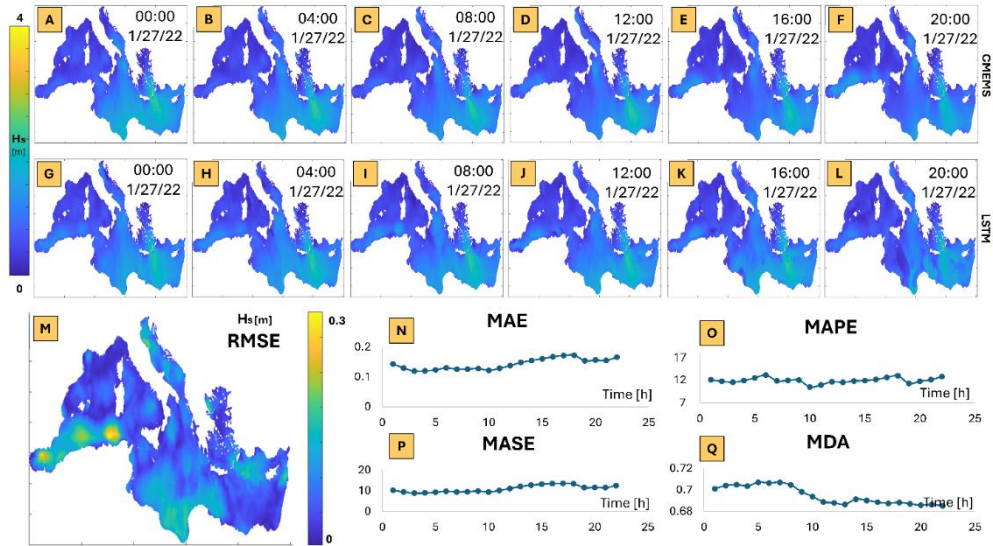 4
Hs
[m]
0
A
00:00
1/27/22
B
04:00
1/27/22
C
08:00
1/27/22
D
12:00
1/27/22
E
16:00
1/27/22
F
20:00
1/27/22
CMEMS
G
00:00
1/27/22
H
04:00
1/27/22
I
08:00
1/27/22
J
12:00
1/27/22
K
16:00
1/27/22
L
20:00
1/27/22
LSTM
M
Hs[m]
RMSE
0.3
0
N
MAE
0.2
0.1
0
Time [h]
0 5 10 15 20 25
O
MAPE
17
12
7
Time [h]
0 5 10 15 20 25
P
MASE
20
10
0
Time [h]
0 5 10 15 20 25
Q
MDA
0.72
0.7
0.68
Time [h]
0 5 10 15 20 25